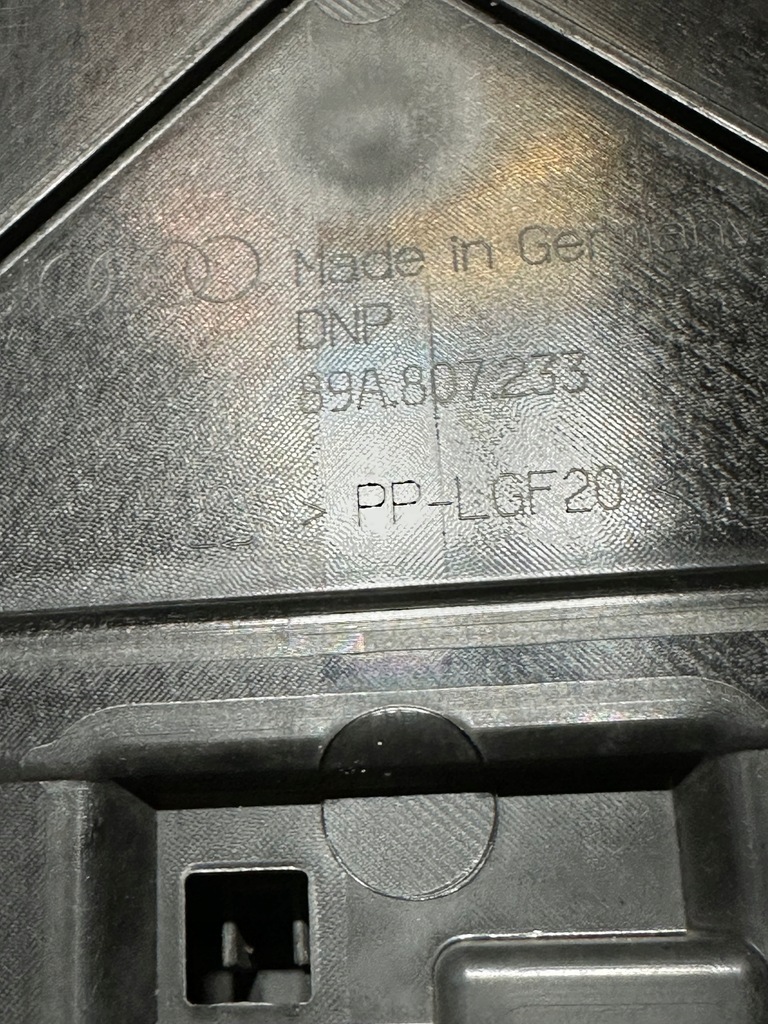 Made in Germany
DNP
89A.807.233
> PP-LGF20